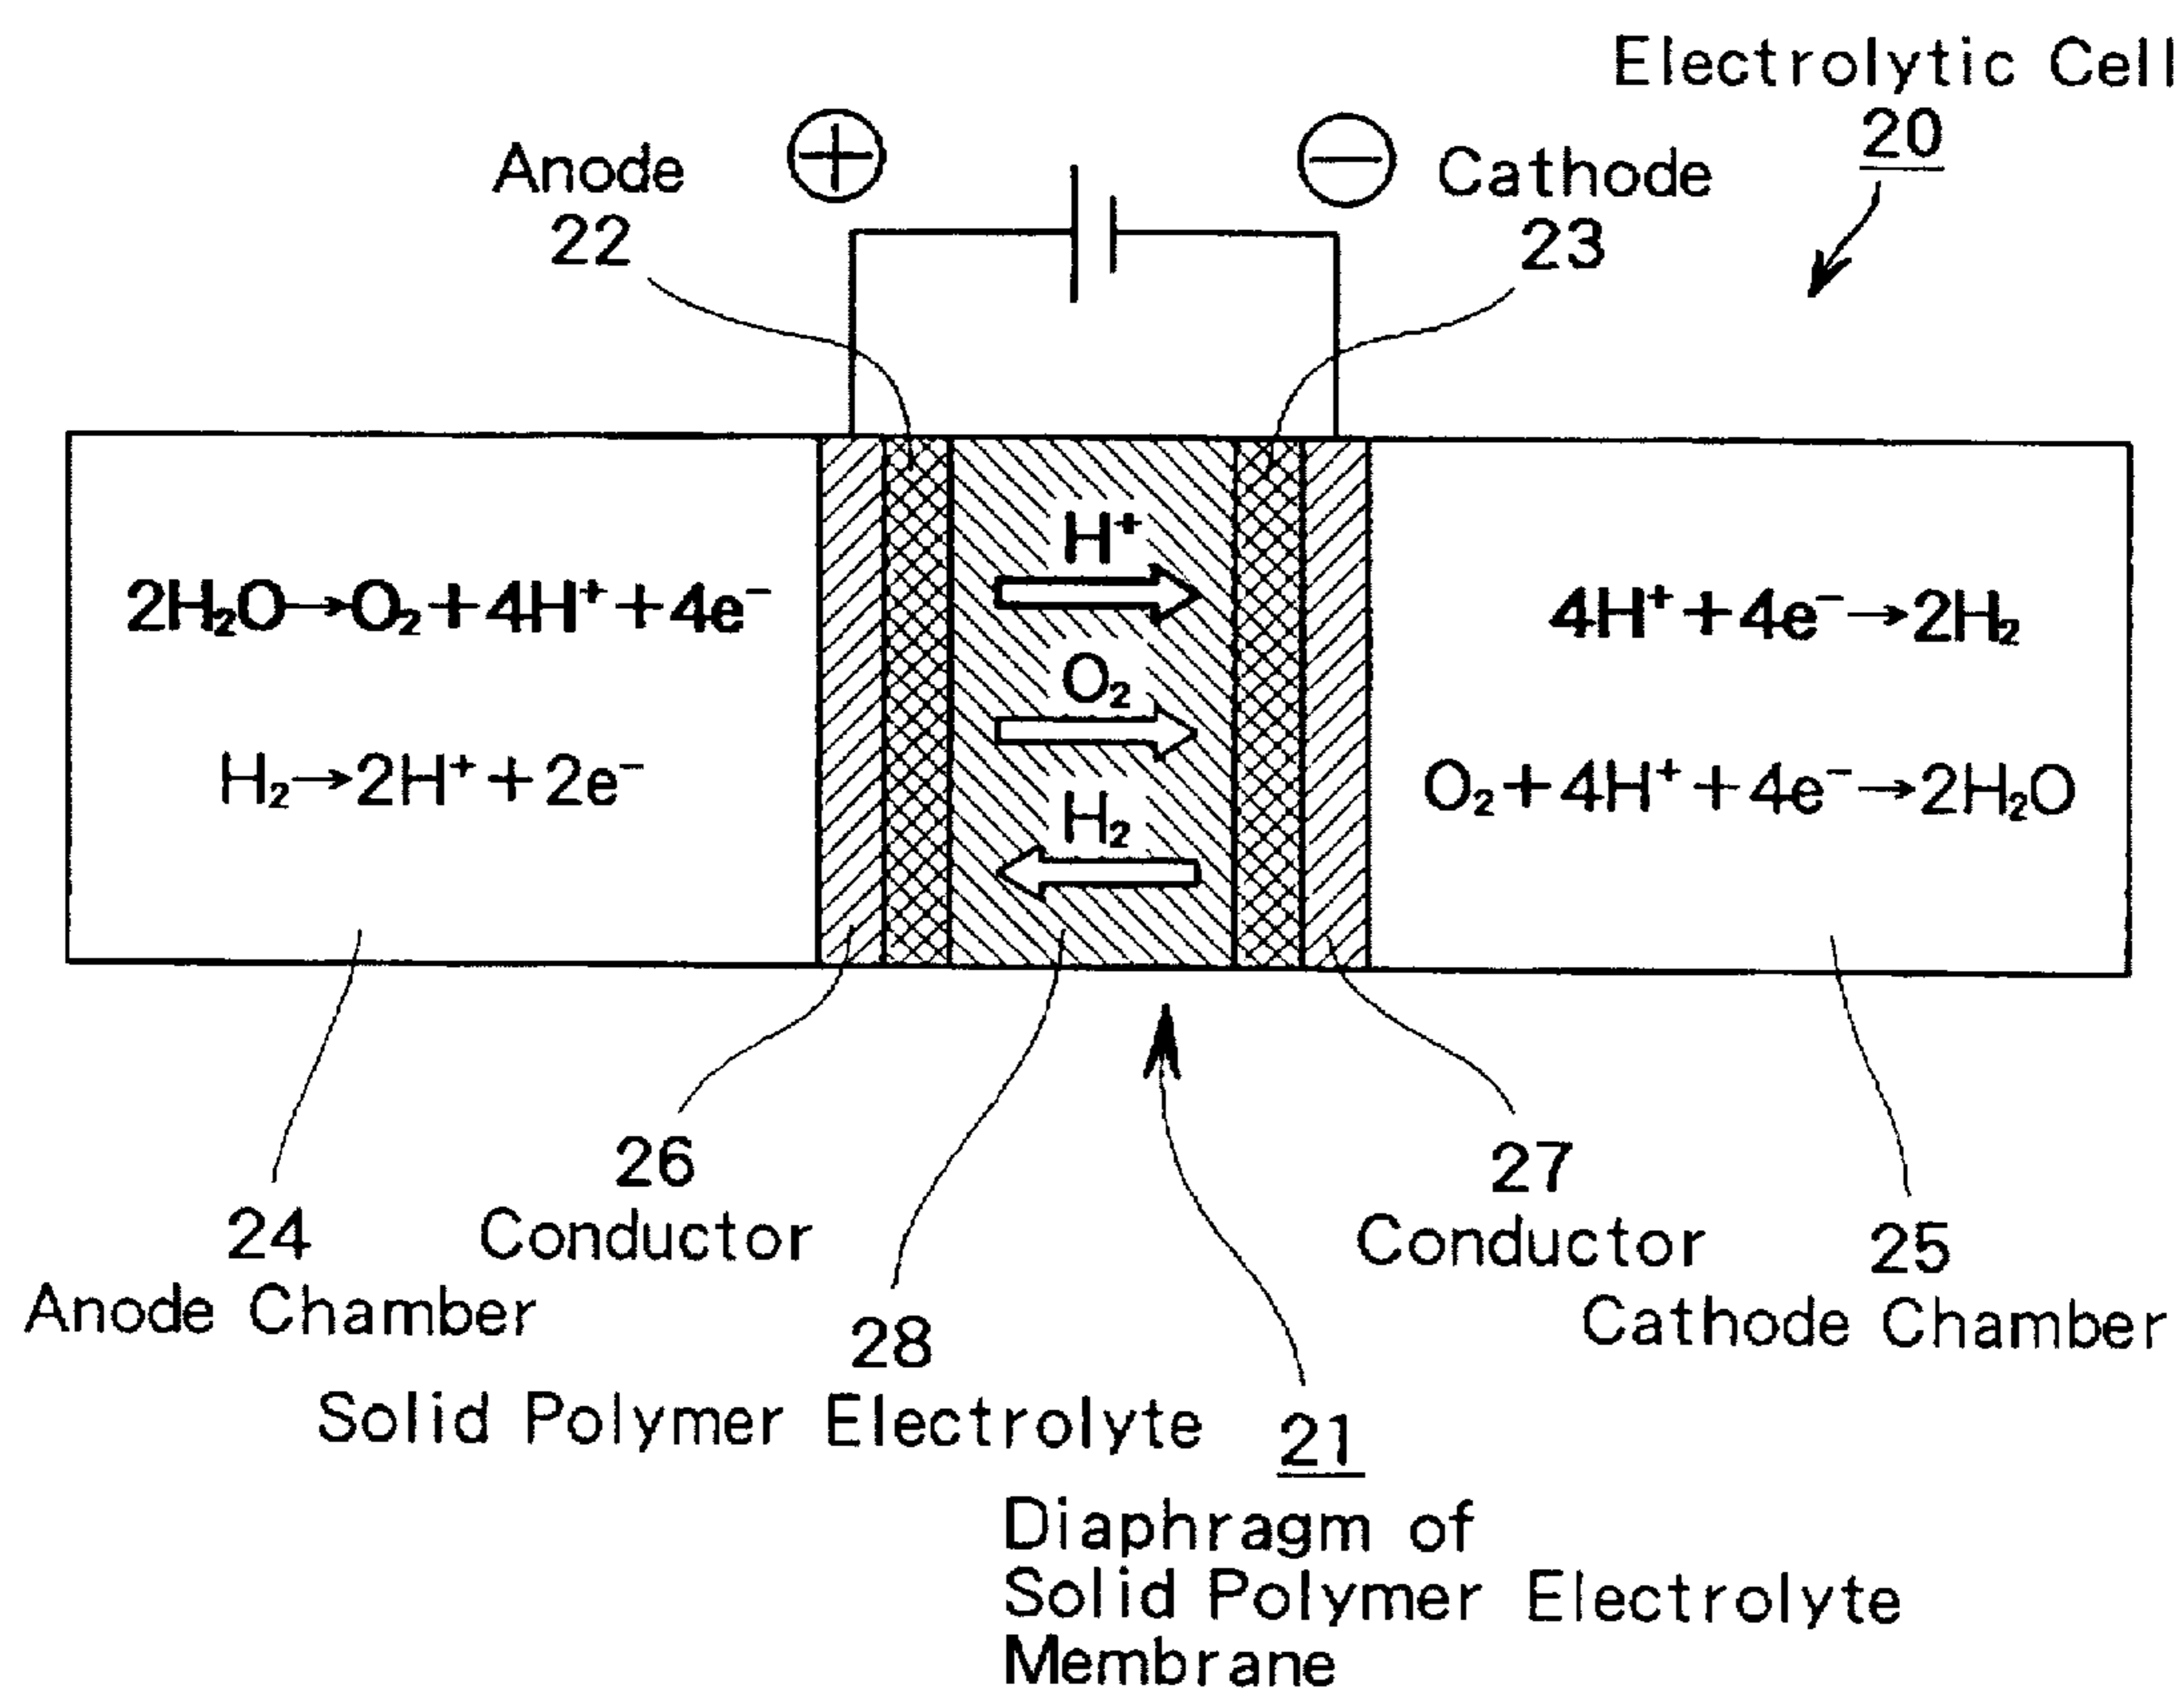 Electrolytic Cell
20
Anode
22
⊕
⊖
Cathode
23
2H₂O→O₂+4H⁺+4e⁻
H₂→2H⁺+2e⁻
H⁺
O₂
H₂
4H⁺+4e⁻→2H₂
O₂+4H⁺+4e⁻→2H₂O
24
Anode Chamber
26
Conductor
28
Solid Polymer Electrolyte
27
Conductor
25
Cathode Chamber
21
Diaphragm of
Solid Polymer Electrolyte
Membrane